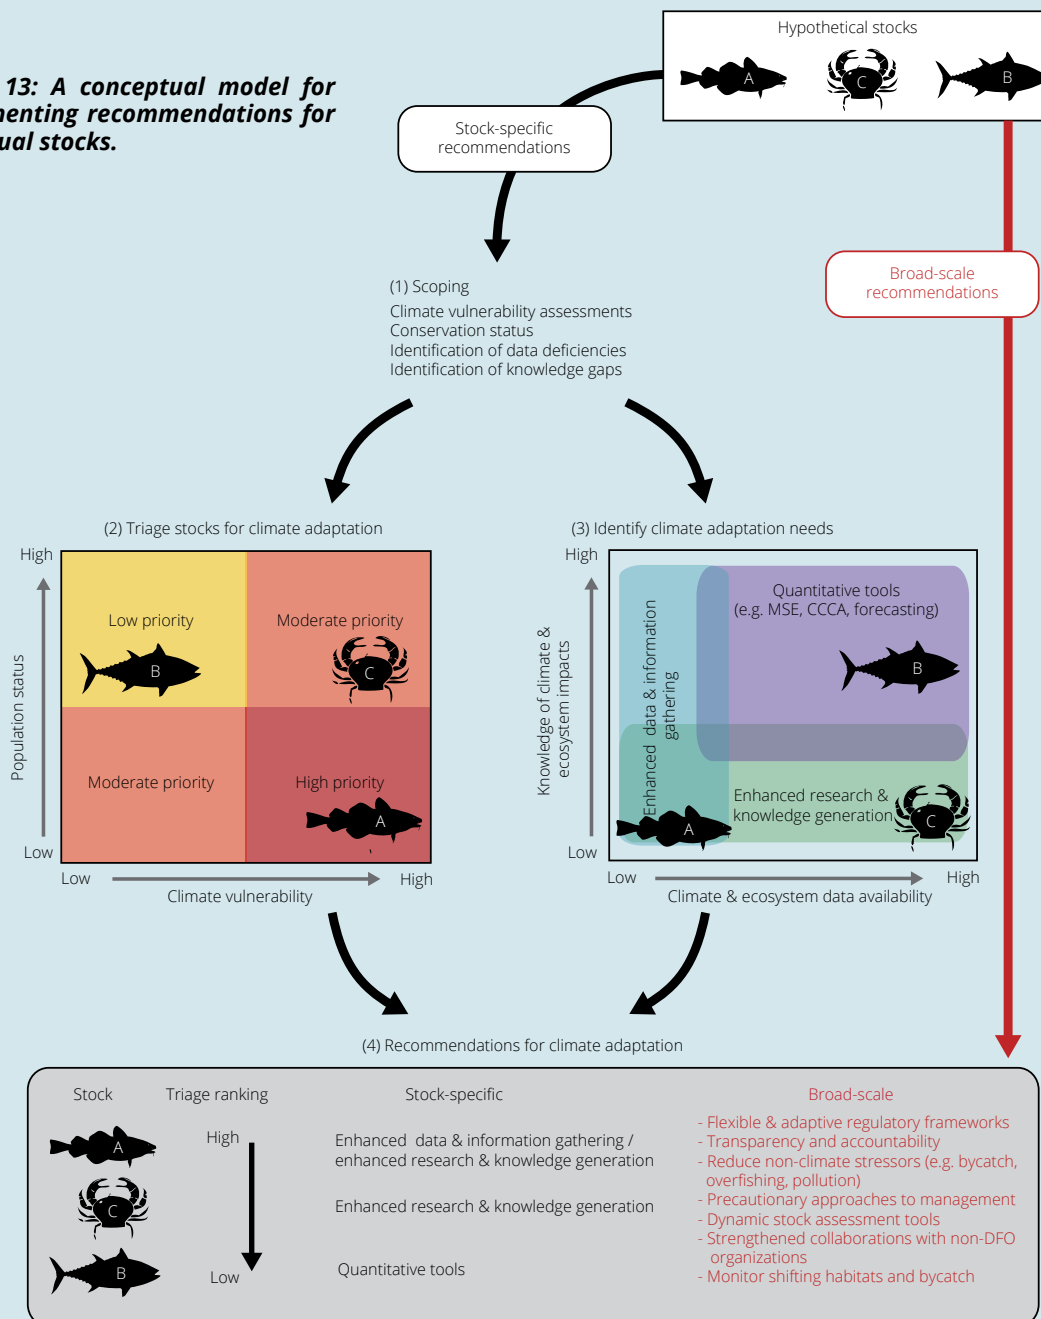 13: A conceptual model for
menting recommendations for
ual stocks.
Hypothetical stocks
A
C
B
Stock-specific
recommendations
Broad-scale
recommendations
(1) Scoping
Climate vulnerability assessments
Conservation status
Identification of data deficiencies
Identification of knowledge gaps
(2) Triage stocks for climate adaptation
High
Population status
Low
Low priority
B
Moderate priority
C
Moderate priority
High priority
A
Low
High
Climate vulnerability
(3) Identify climate adaptation needs
High
Knowledge of climate &
ecosystem impacts
Low
Enhanced data & information
gathering
Quantitative tools
(e.g. MSE, CCCA, forecasting)
B
Enhanced research &
knowledge generation
A
C
Low
High
Climate & ecosystem data availability
(4) Recommendations for climate adaptation
Stock
Triage ranking
Stock-specific
Broad-scale
A
High
Enhanced data & information gathering /
enhanced research & knowledge generation
C
Enhanced research & knowledge generation
B
Low
Quantitative tools
- Flexible & adaptive regulatory frameworks
- Transparency and accountability
- Reduce non-climate stressors (e.g. bycatch,
overfishing, pollution)
- Precautionary approaches to management
- Dynamic stock assessment tools
- Strengthened collaborations with non-DFO
organizations
- Monitor shifting habitats and bycatch